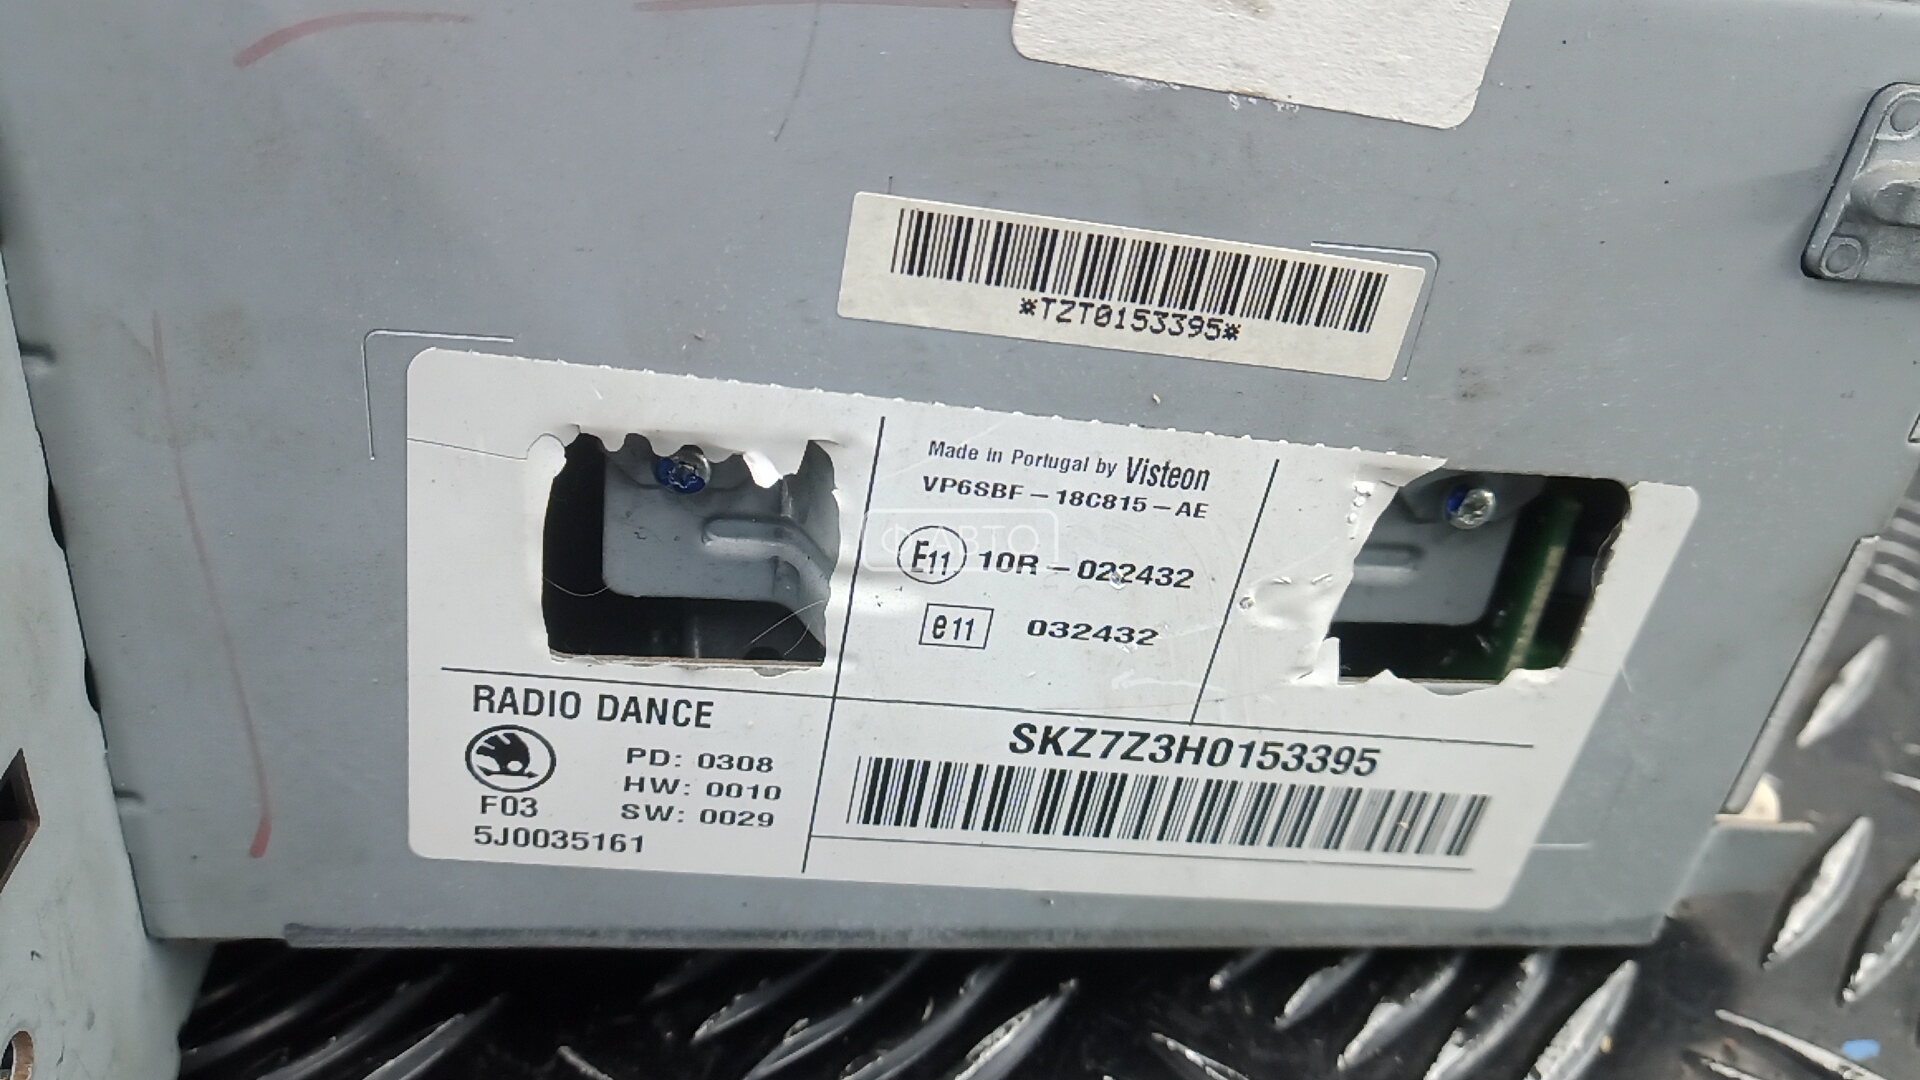 *TZT0153395*
Made in Portugal by Visteon
VP6SBF-18C815-AE
Ф-АВТО
E11 10R-022432
e11 032432
RADIO DANCE
SKZ7Z3H0153395
PD: 0308
HW: 0010
F03
SW: 0029
5J0035161